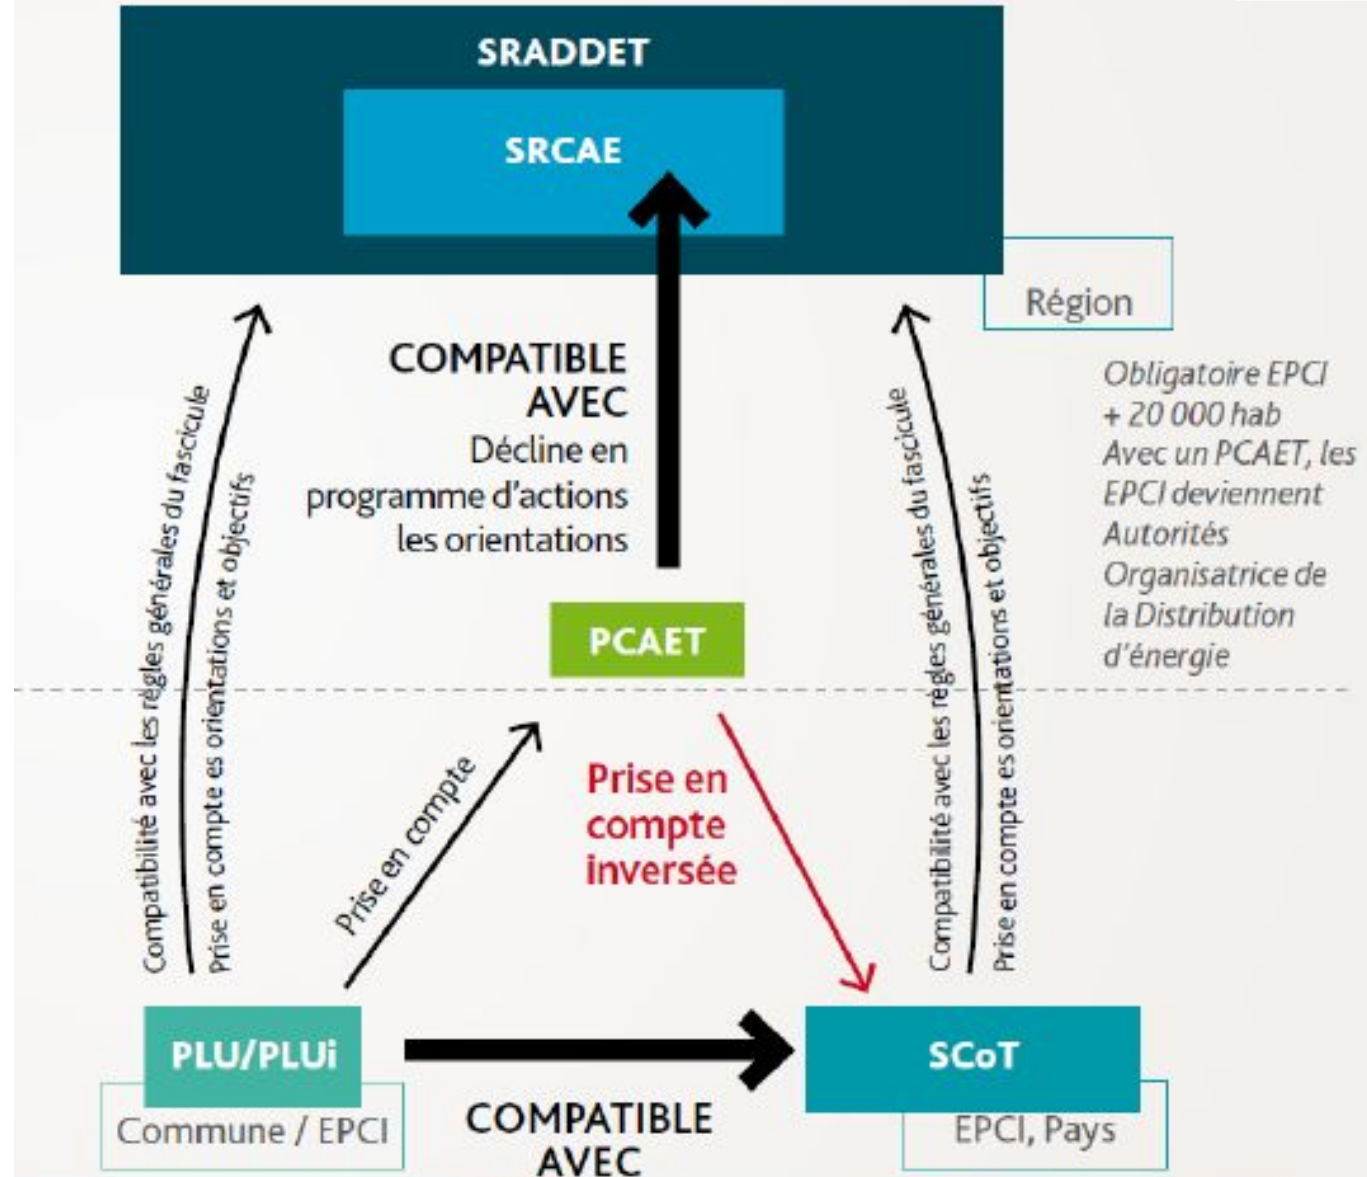 SRADDET
SRCAE
Région
COMPATIBLE
AVEC
Décline en
programme d'actions
les orientations
Obligatoire EPCI
+ 20 000 hab
Avec un PCAET, les
EPCI deviennent
Autorités
Organisatrice de
la Distribution
d'énergie
Compatibilité avec les règles générales du fascicule
Prise en compte es orientations et objectifs
Compatibilité avec les règles générales du fascicule
Prise en compte es orientations et objectifs
PCAET
Prise en compte
Prise en
compte
inversée
PLU/PLUi
Commune / EPCI
COMPATIBLE
AVEC
SCoT
EPCI, Pays